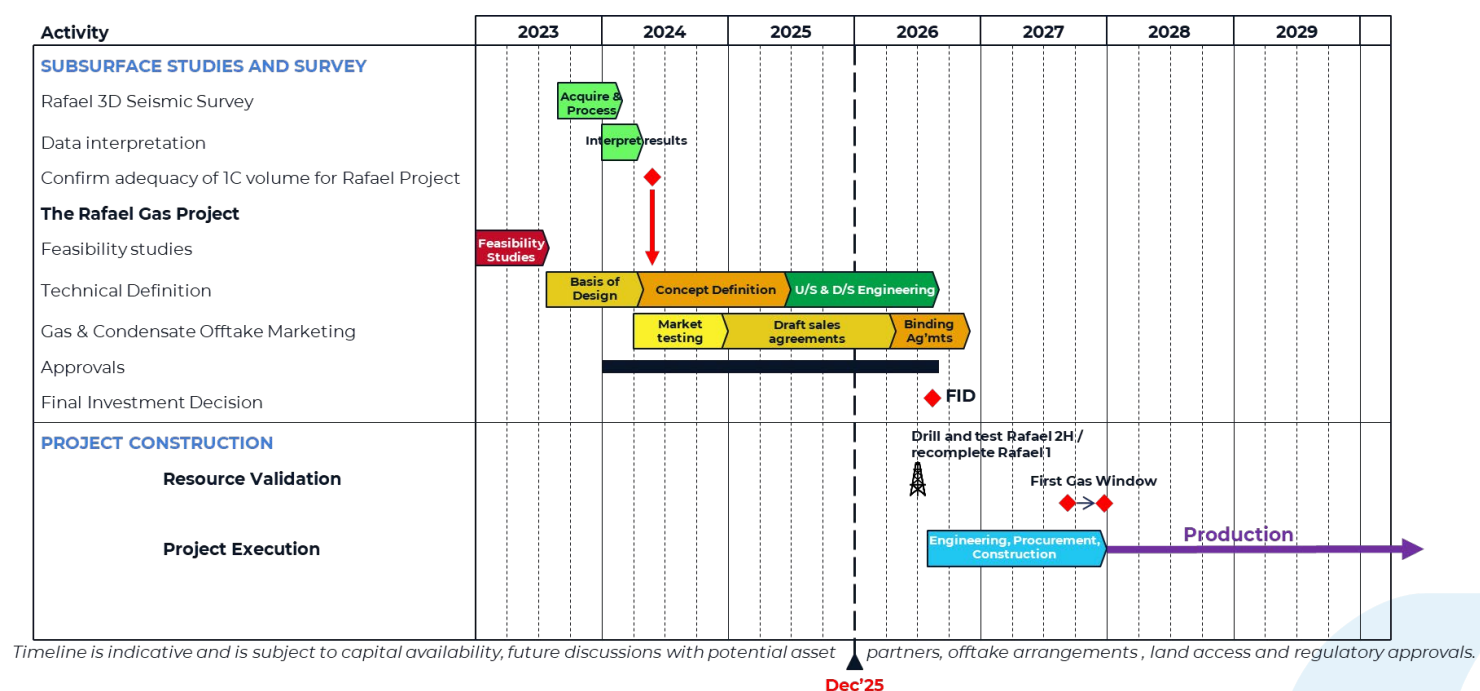 Activity
2023 2024 2025 2026 2027 2028 2029
SUBSURFACE STUDIES AND SURVEY
Rafael 3D Seismic Survey
Acquire &
Process
Data interpretation
Interpret results
Confirm adequacy of 1C volume for Rafael Project
The Rafael Gas Project
Feasibility studies
Feasibility
Studies
Technical Definition
Basis of
Design
Concept Definition
U/S & D/S Engineering
Gas & Condensate Offtake Marketing
Market
testing
Draft sales
agreements
Binding
Ag'mts
Approvals
Final Investment Decision
FID
PROJECT CONSTRUCTION
Drill and test Rafael 2H /
recomplete Rafael 1
Resource Validation
First Gas Window
Project Execution
Engineering, Procurement,
Construction
Production
Timeline is indicative and is subject to capital availability, future discussions with potential asset partners, offtake arrangements , land access and regulatory approvals.
Dec'25